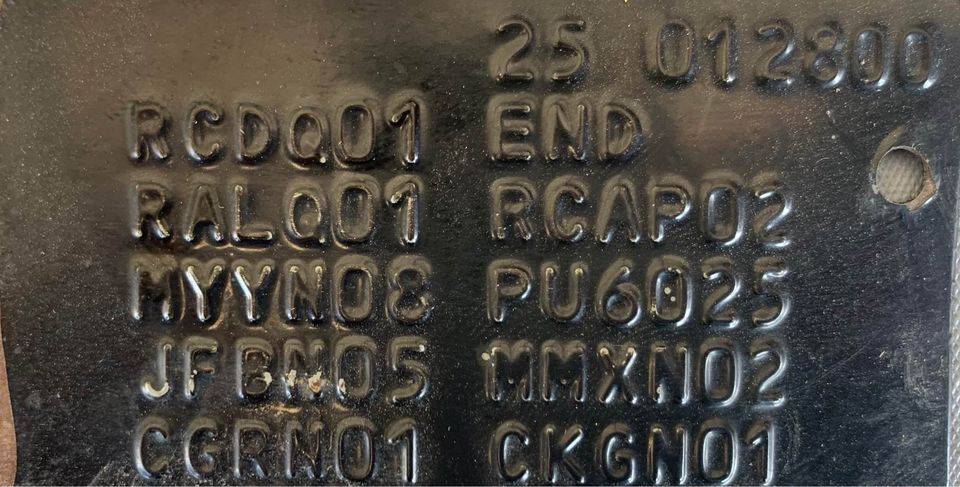 25 012800
RCDQ01 END
RALQ01 RCAP02
MYYN08 PU6025
JFBN05 MMXN02
CGRN01 CKGN01